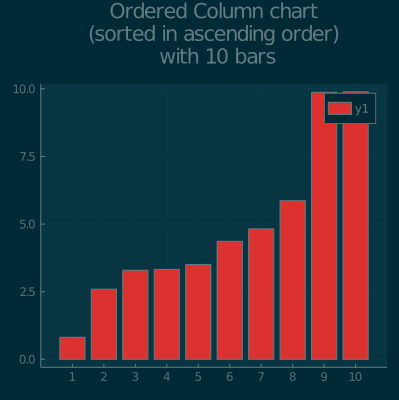 Ordered Column chart
(sorted in ascending order)
with 10 bars
10.0
7.5
5.0
2.5
0.0
y1
1 2 3 4 5 6 7 8 9 10